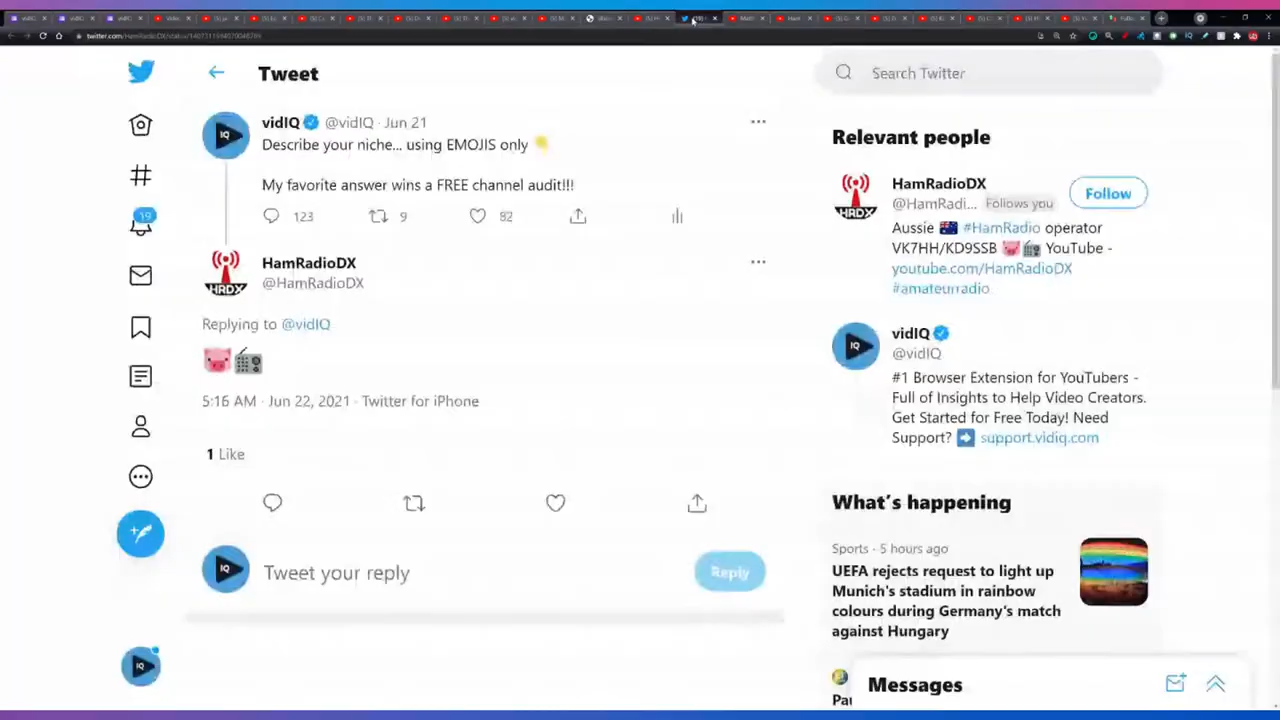 twitter.com/HamRadioDX/status/
Tweet
Search Twitter
vidIQ @vidIQ · Jun 21
Describe your niche... using EMOJIS only 👇
My favorite answer wins a FREE channel audit!!!
123 9 82
19
HamRadioDX
@HamRadioDX
Replying to @vidIQ
🐷📻
5:16 AM · Jun 22, 2021 · Twitter for iPhone
1 Like
IQ Tweet your reply Reply
Relevant people
HamRadioDX
@HamRadi... Follows you
Follow
Aussie 🇦🇺 #HamRadio operator
VK7HH/KD9SSB 🐷📻 YouTube -
youtube.com/HamRadioDX
#amateurradio
HRDX
vidIQ
@vidIQ
#1 Browser Extension for YouTubers -
Full of Insights to Help Video Creators.
Get Started for Free Today! Need
Support? ➡️ support.vidiq.com
What's happening
Sports · 5 hours ago
UEFA rejects request to light up
Munich's stadium in rainbow
colours during Germany's match
against Hungary
Messages